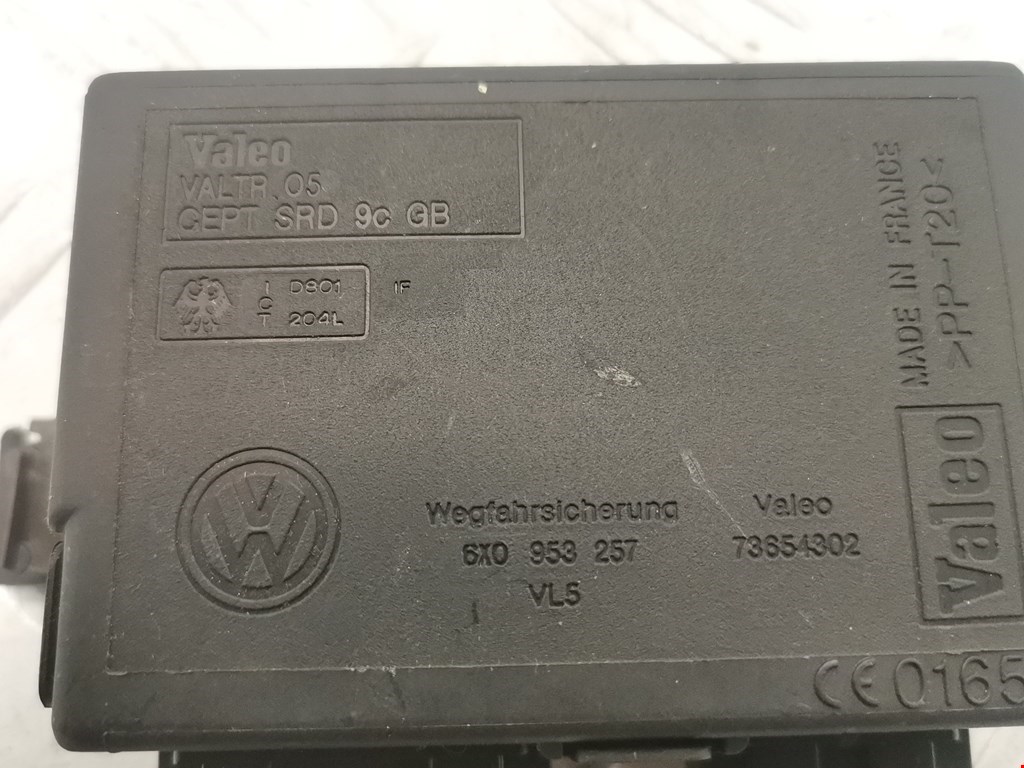 Valeo
VALTR 05
CEPT SRD 9c GB
I D801 IF
C
T 204L
Wegfahrsicherung
6X0 953 257
VL5
Valeo
73654302
MADE IN FRANCE
>PP-T20<
Valeo
CE 0165